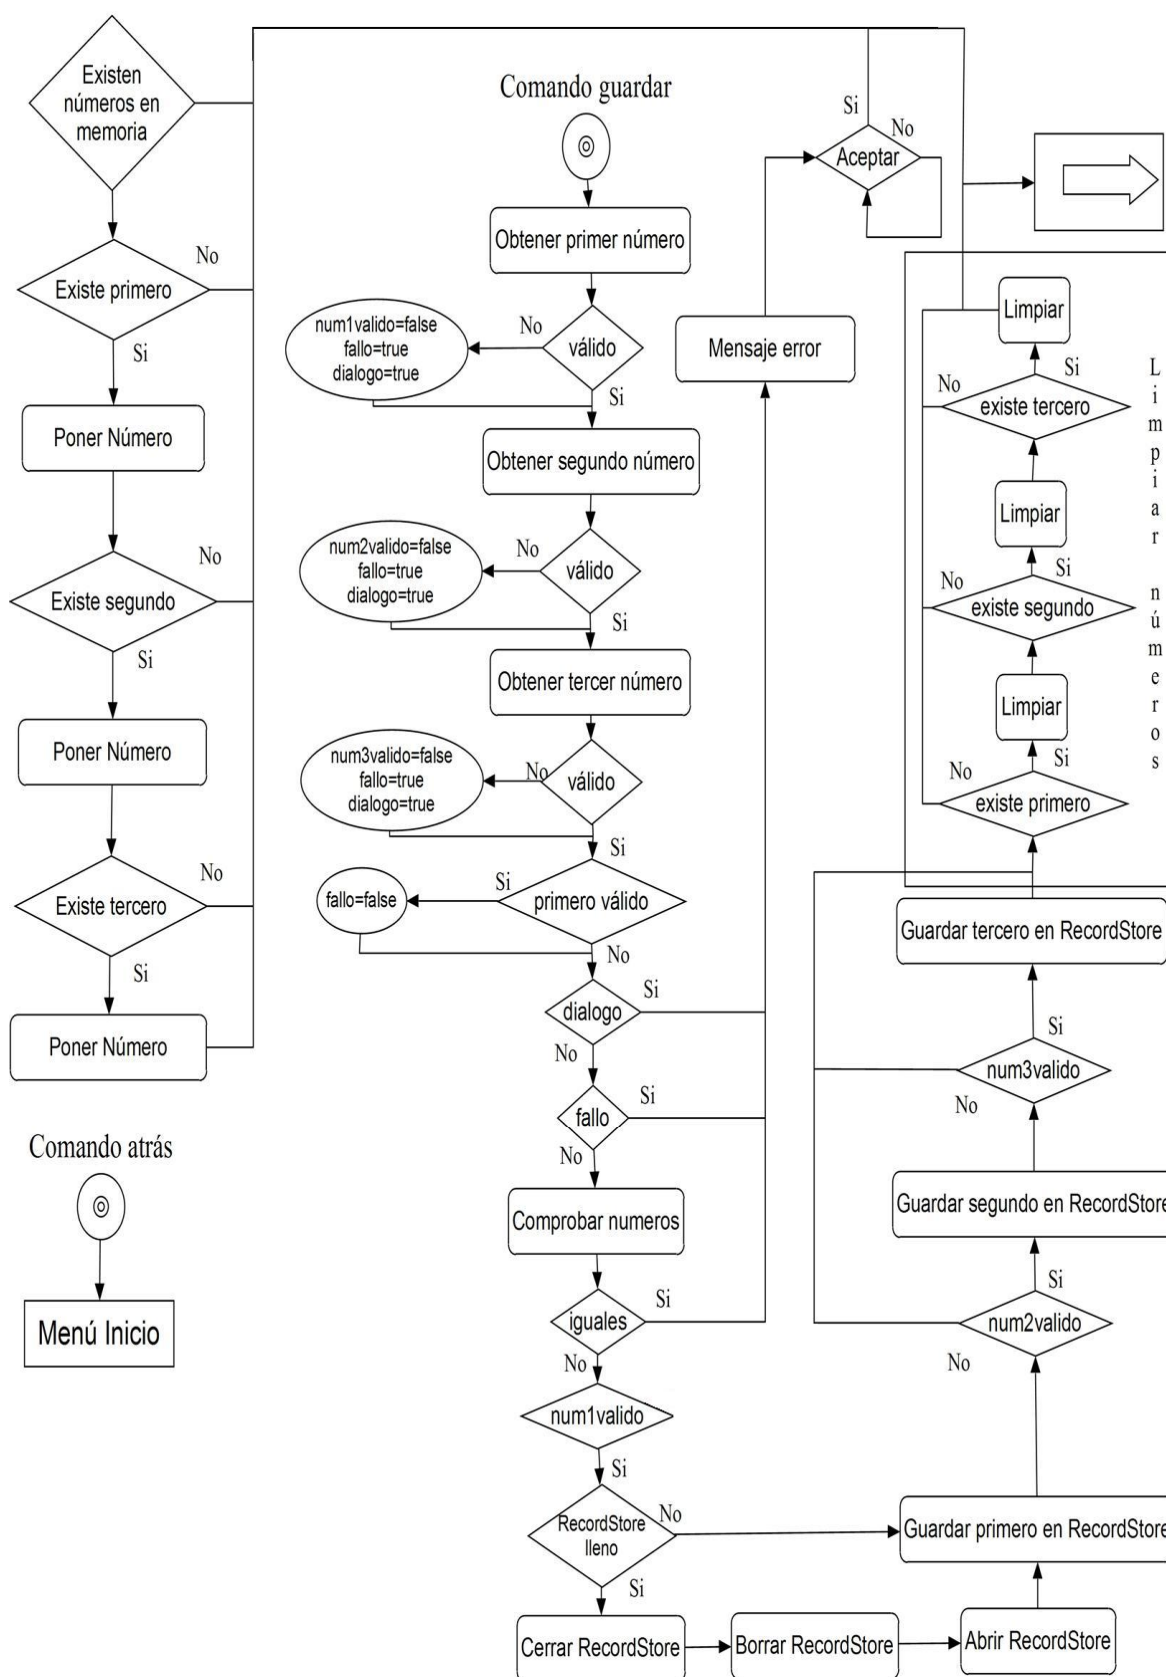 Existen
números en
memoria
No
Existe primero
Si
Poner Número
No
Existe segundo
Si
Poner Número
No
Existe tercero
Si
Poner Número
Comando atrás
Menú Inicio
Comando guardar
Obtener primer número
num1valido=false
fallo=true
dialogo=true
No
válido
Si
Obtener segundo número
num2valido=false
fallo=true
dialogo=true
No
válido
Si
Obtener tercer número
num3valido=false
fallo=true
dialogo=true
No
válido
Si
fallo=false
Si
primero válido
No
dialogo
Si
No
fallo
Si
No
Comprobar numeros
iguales
Si
No
num1valido
Si
RecordStore
lleno
No
Si
Cerrar RecordStore
Borrar RecordStore
Abrir RecordStore
Mensaje error
Si
No
Aceptar
Limpiar
Si
No
existe tercero
Limpiar
Si
No
existe segundo
Limpiar
Si
No
existe primero
Limpiar números
Guardar tercero en RecordStore
Si
num3valido
No
Guardar segundo en RecordStore
Si
num2valido
No
Guardar primero en RecordStore